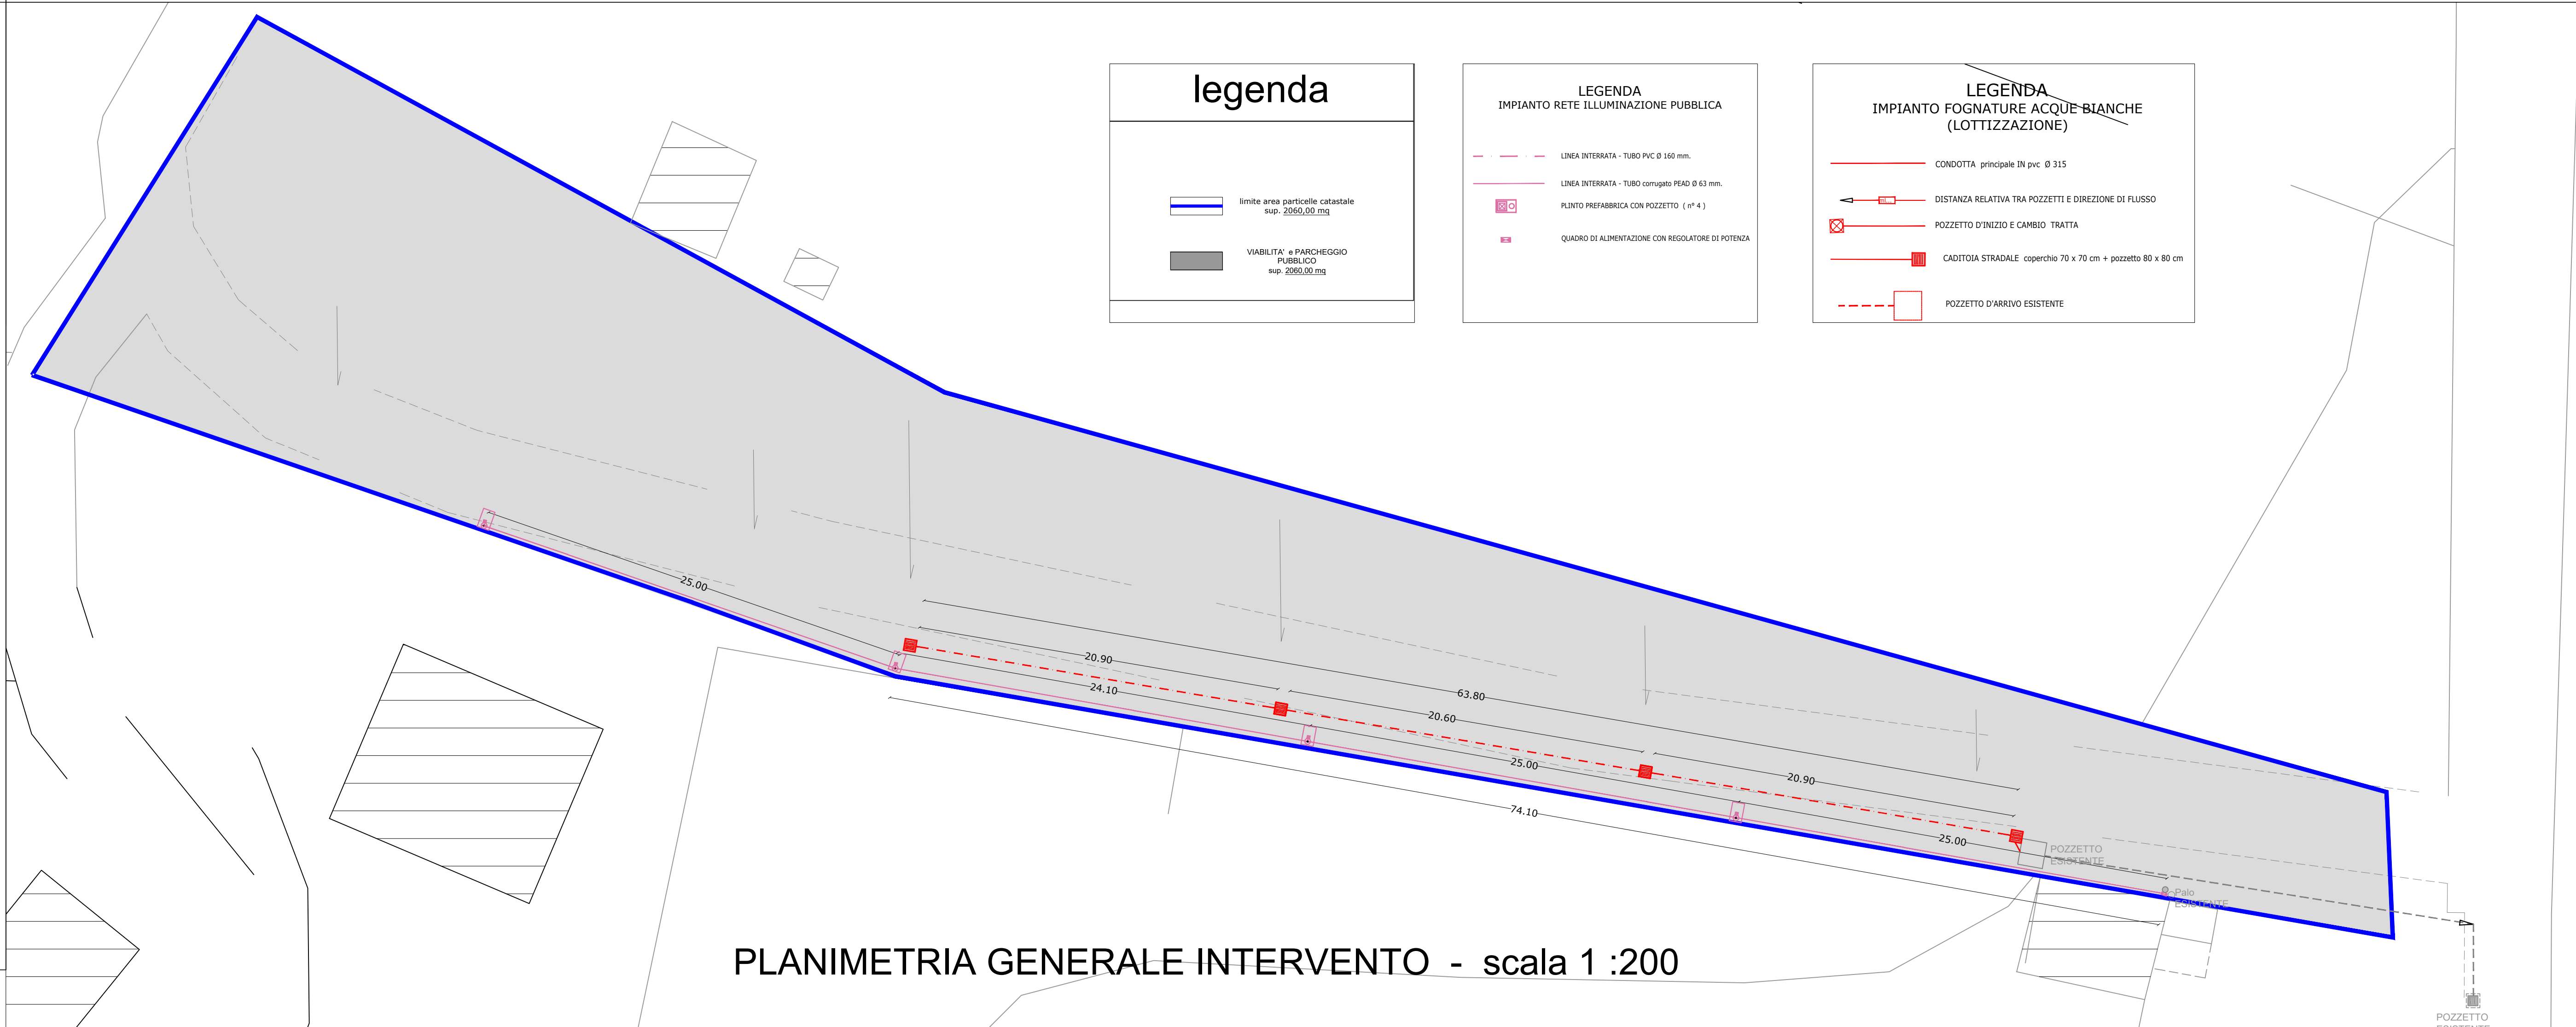 legenda
limite area particelle catastale
sup. 2060,00 mq
VIABILITA' e PARCHEGGIO
PUBBLICO
sup. 2060,00 mq
LEGENDA
IMPIANTO RETE ILLUMINAZIONE PUBBLICA
LINEA INTERRATA - TUBO PVC Ø 160 mm.
LINEA INTERRATA - TUBO corrugato PEAD Ø 63 mm.
PLINTO PREFABBRICA CON POZZETTO ( n° 4 )
QUADRO DI ALIMENTAZIONE CON REGOLATORE DI POTENZA
LEGENDA
IMPIANTO FOGNATURE ACQUE BIANCHE
(LOTTIZZAZIONE)
CONDOTTA principale IN pvc Ø 315
DISTANZA RELATIVA TRA POZZETTI E DIREZIONE DI FLUSSO
POZZETTO D'INIZIO E CAMBIO TRATTA
CADITOIA STRADALE coperchio 70 x 70 cm + pozzetto 80 x 80 cm
POZZETTO D'ARRIVO ESISTENTE
25.00
20.90
24.10
63.80
20.60
25.00
20.90
74.10
25.00
POZZETTO
ESISTENTE
Palo
ESISTENTE
PLANIMETRIA GENERALE INTERVENTO - scala 1 :200
POZZETTO